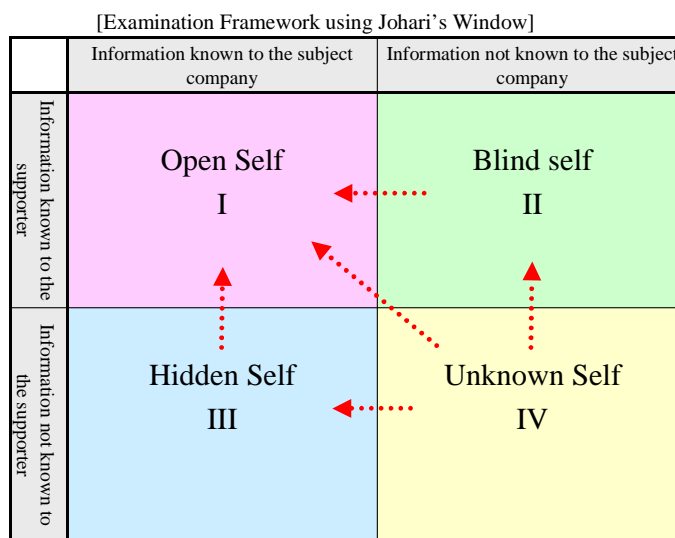 [Examination Framework using Johari's Window]
Information known to the subject
company
Information not known to the subject
company
Information known to the
supporter
Open Self
I
Blind self
II
Information not known to
the supporter
Hidden Self
III
Unknown Self
IV